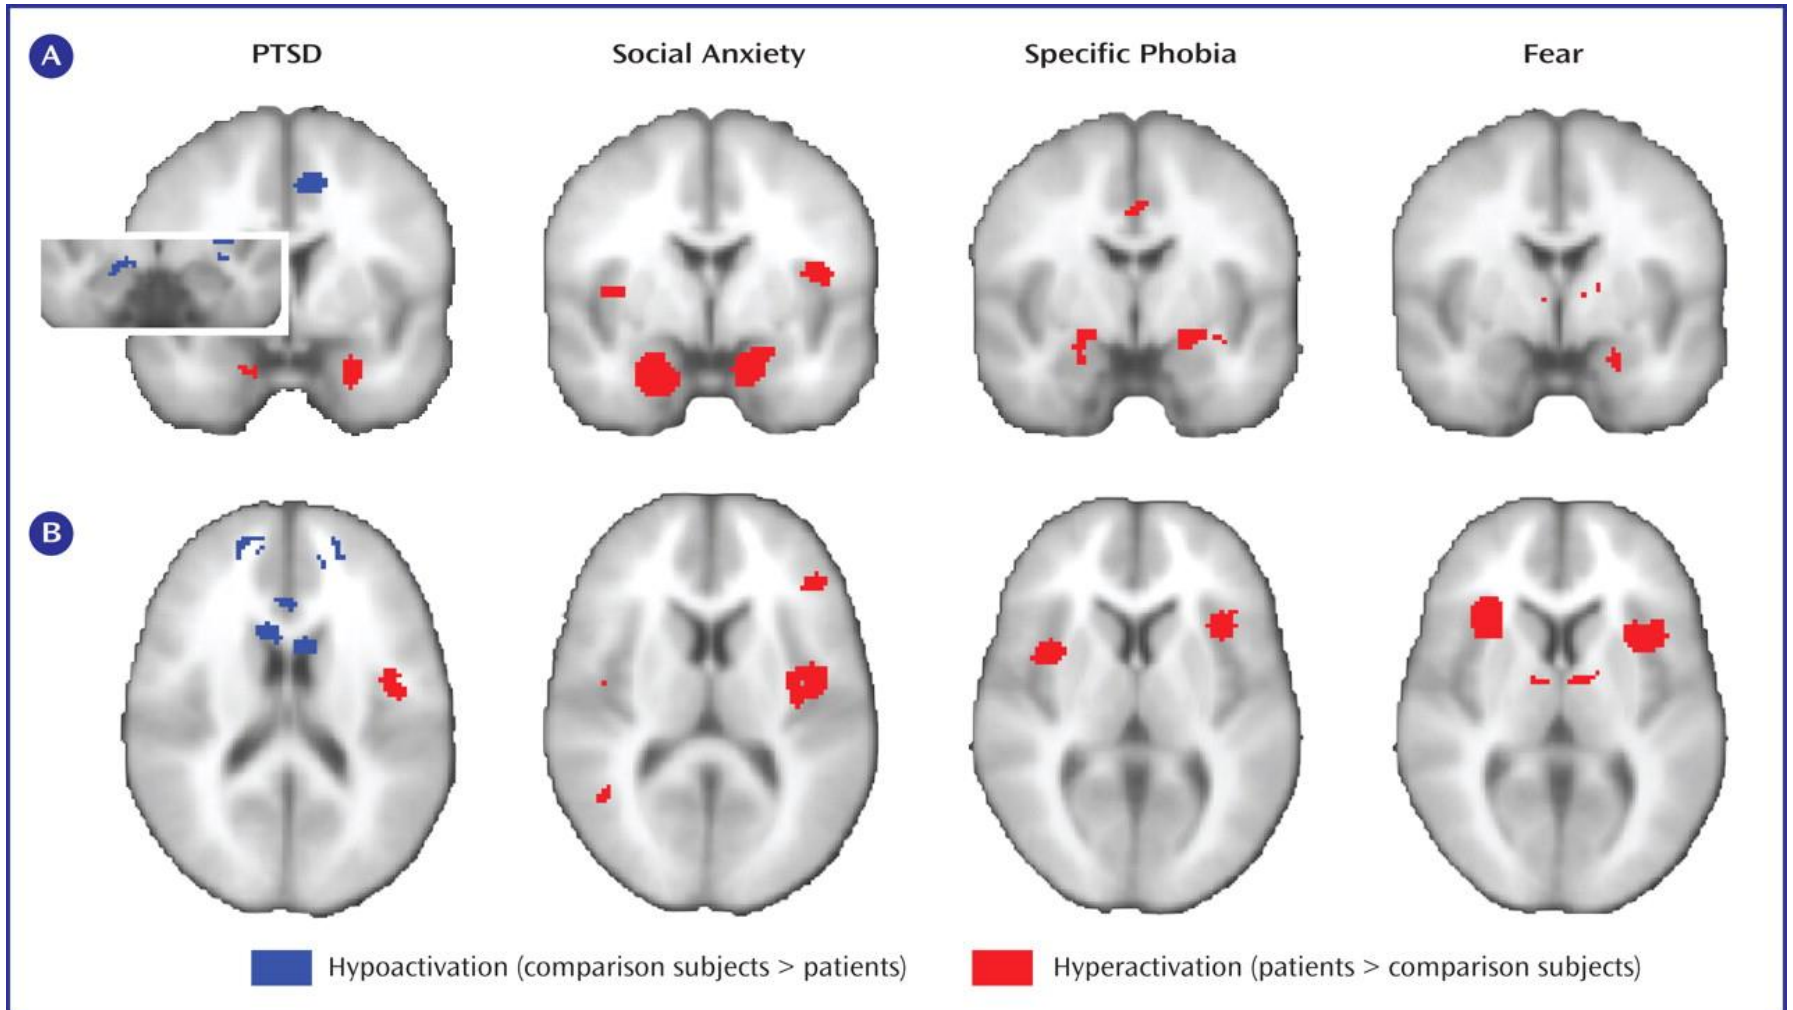 A
PTSD
Social Anxiety
Specific Phobia
Fear
B
Hypoactivation (comparison subjects > patients)
Hyperactivation (patients > comparison subjects)